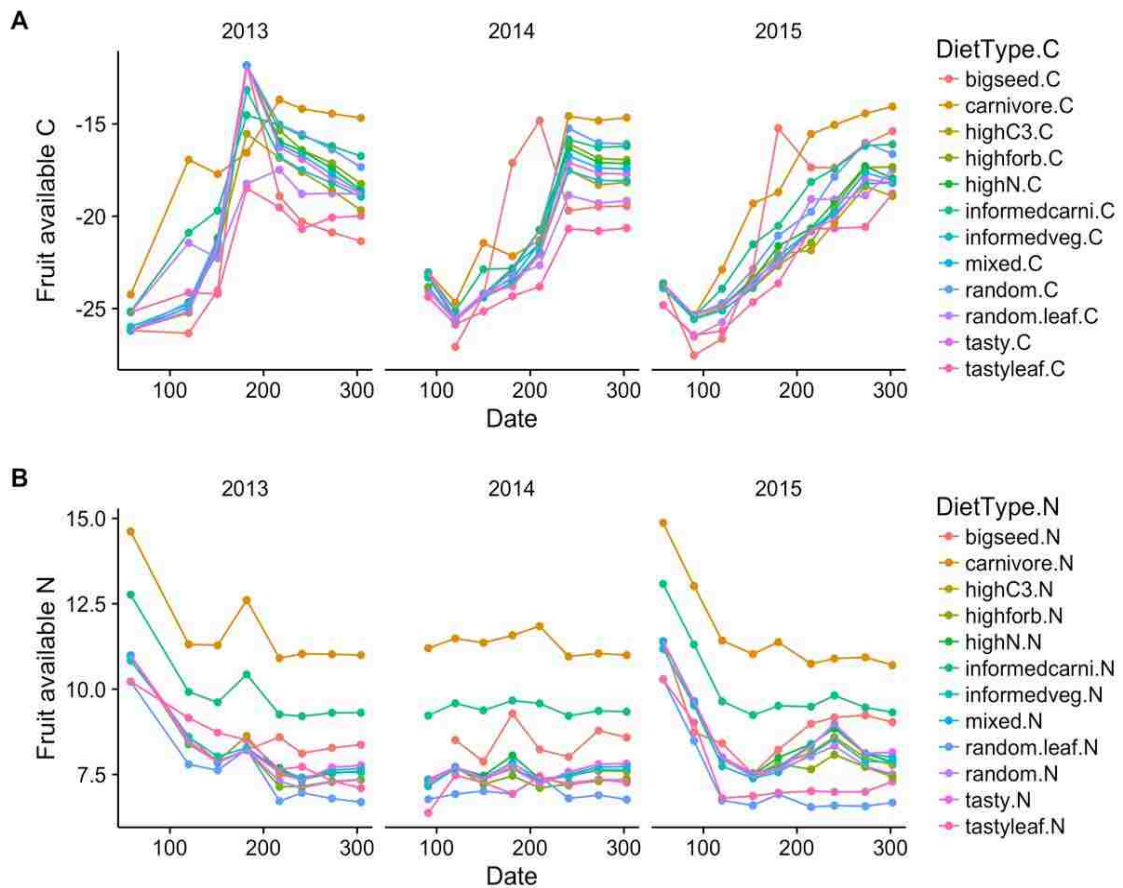 A
2013 2014 2015
Fruit available C
-15
-20
-25
100 200 300 100 200 300 100 200 300
Date
DietType.C
bigseed.C
carnivore.C
highC3.C
highforb.C
highN.C
informedcarni.C
informedveg.C
mixed.C
random.C
random.leaf.C
tasty.C
tastyleaf.C
B
2013 2014 2015
Fruit available N
15.0
12.5
10.0
7.5
100 200 300 100 200 300 100 200 300
Date
DietType.N
bigseed.N
carnivore.N
highC3.N
highforb.N
highN.N
informedcarni.N
informedveg.N
mixed.N
random.leaf.N
random.N
tasty.N
tastyleaf.N